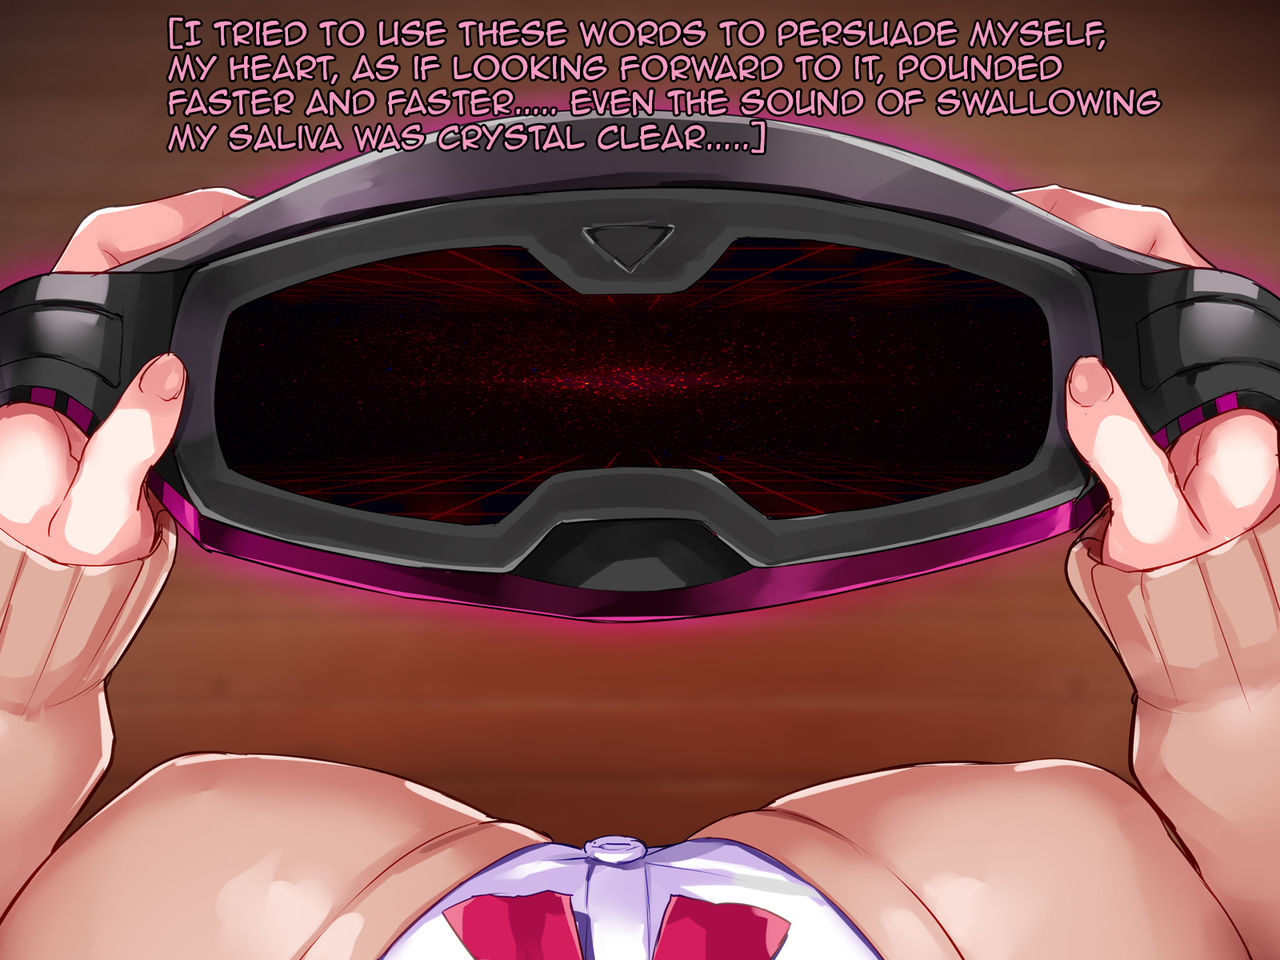 [I TRIED TO USE THESE WORDS TO PERSUADE MYSELF,
MY HEART, AS IF LOOKING FORWARD TO IT, POUNDED
FASTER AND FASTER..... EVEN THE SOUND OF SWALLOWING
MY SALIVA WAS CRYSTAL CLEAR.....]